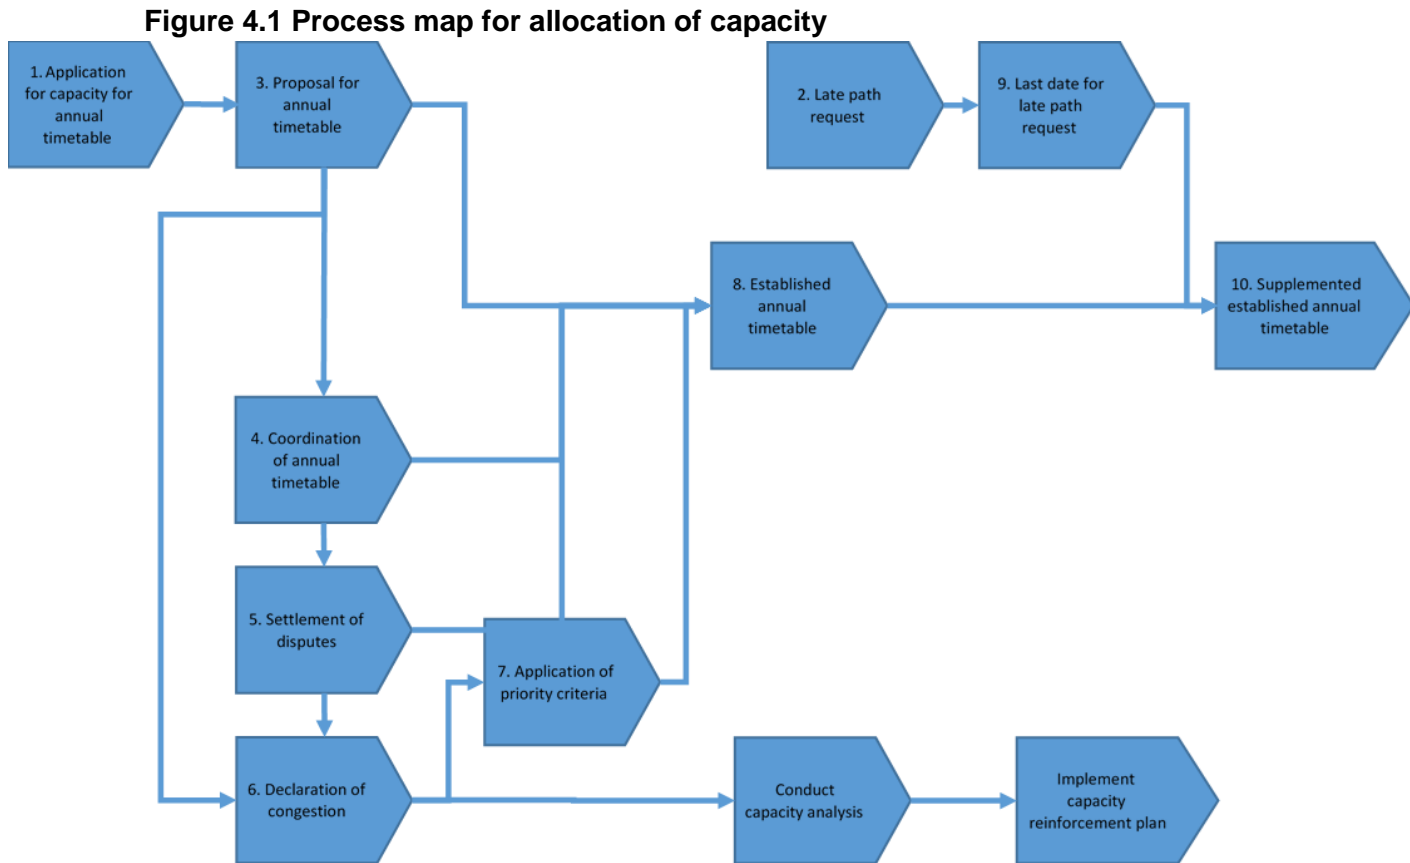 Figure 4.1 Process map for allocation of capacity
1. Application
for capacity for
annual
timetable
3. Proposal for
annual
timetable
2. Late path
request
9. Last date for
late path
request
8. Established
annual
timetable
10. Supplemented
established annual
timetable
4. Coordination
of annual
timetable
5. Settlement of
disputes
7. Application of
priority criteria
6. Declaration of
congestion
Conduct
capacity analysis
Implement
capacity
reinforcement plan